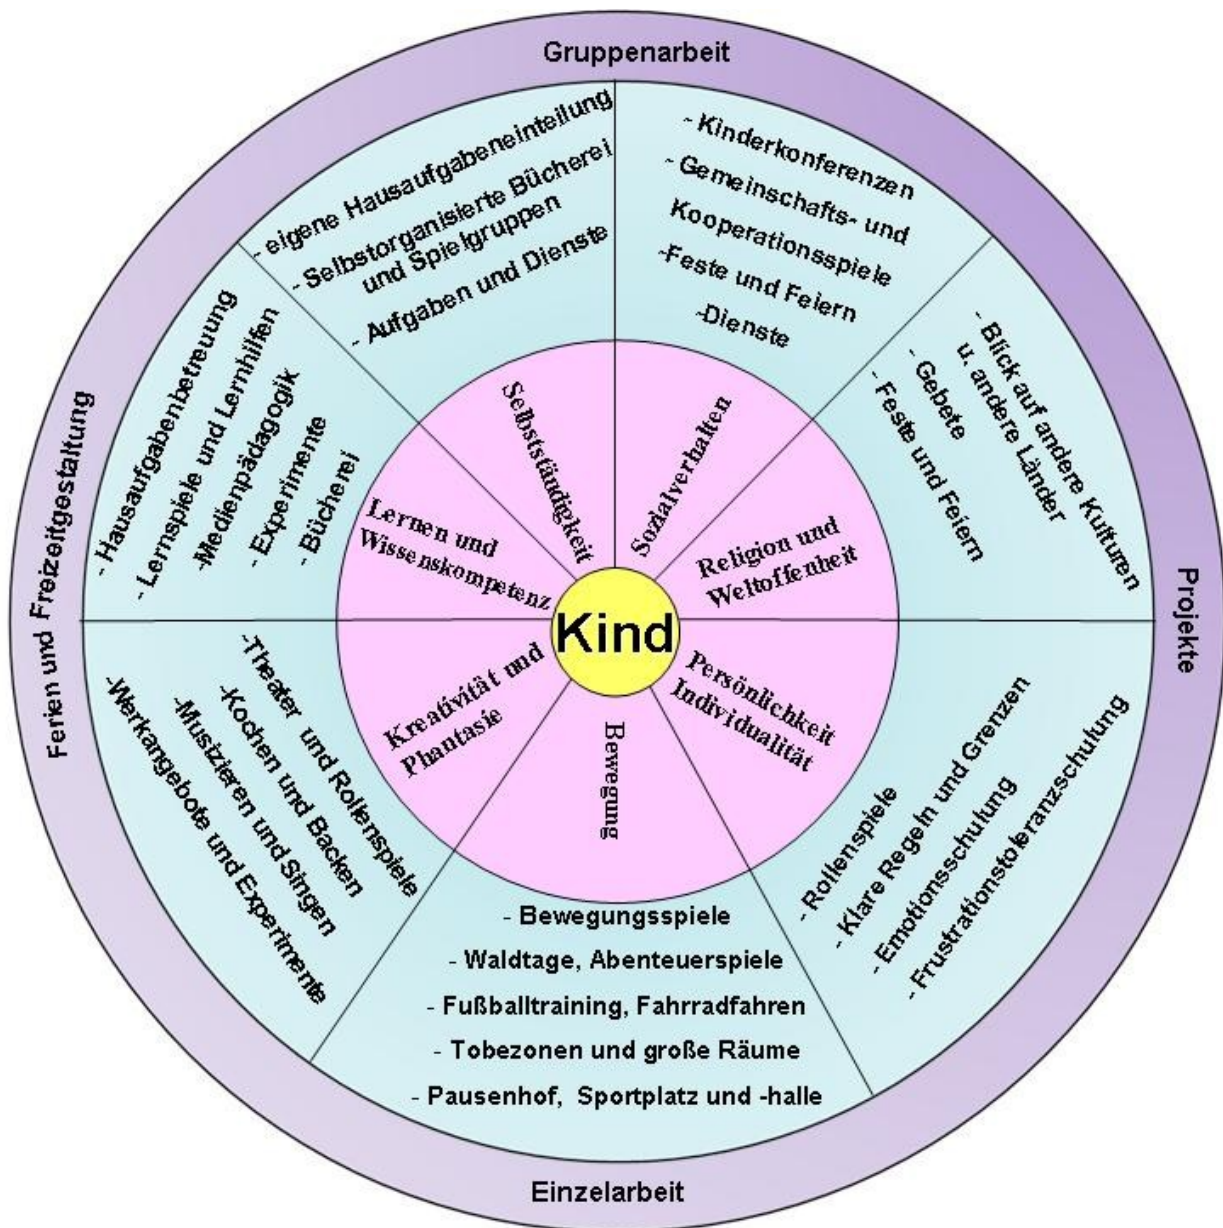 Gruppenarbeit
- eigene Hausaufgabeneinteilung
- Selbstorganisierte Bücherei
und Spielgruppen
- Aufgaben und Dienste
- Kinderkonferenzen
- Gemeinschafts- und
Kooperationsspiele
-Feste und Feiern
-Dienste
- Blick auf andere Kulturen
u. andere Länder
- Gebete
- Feste und Feiern
- Hausaufgabenbetreuung
- Lernspiele und Lernhilfen
-Medienpädagogik
-Experimente
- Bücherei
Selbstständigkeit
Sozialverhalten
Lernen und
Wissenskompetenz
Religion und
Weltoffenheit
Kind
Kreativität und
Phantasie
Bewegung
Persönlichkeit
Individualität
Ferien und Freizeitgestaltung
Projekte
-Theater und Rollenspiele
-Kochen und Backen
-Musizieren und Singen
-Werkangebote und Experimente
- Bewegungsspiele
- Waldtage, Abenteuerspiele
- Fußballtraining, Fahrradfahren
- Tobezonen und große Räume
- Pausenhof, Sportplatz und -halle
- Rollenspiele
- Klare Regeln und Grenzen
- Emotionsschulung
- Frustrationstoleranzschulung
Einzelarbeit